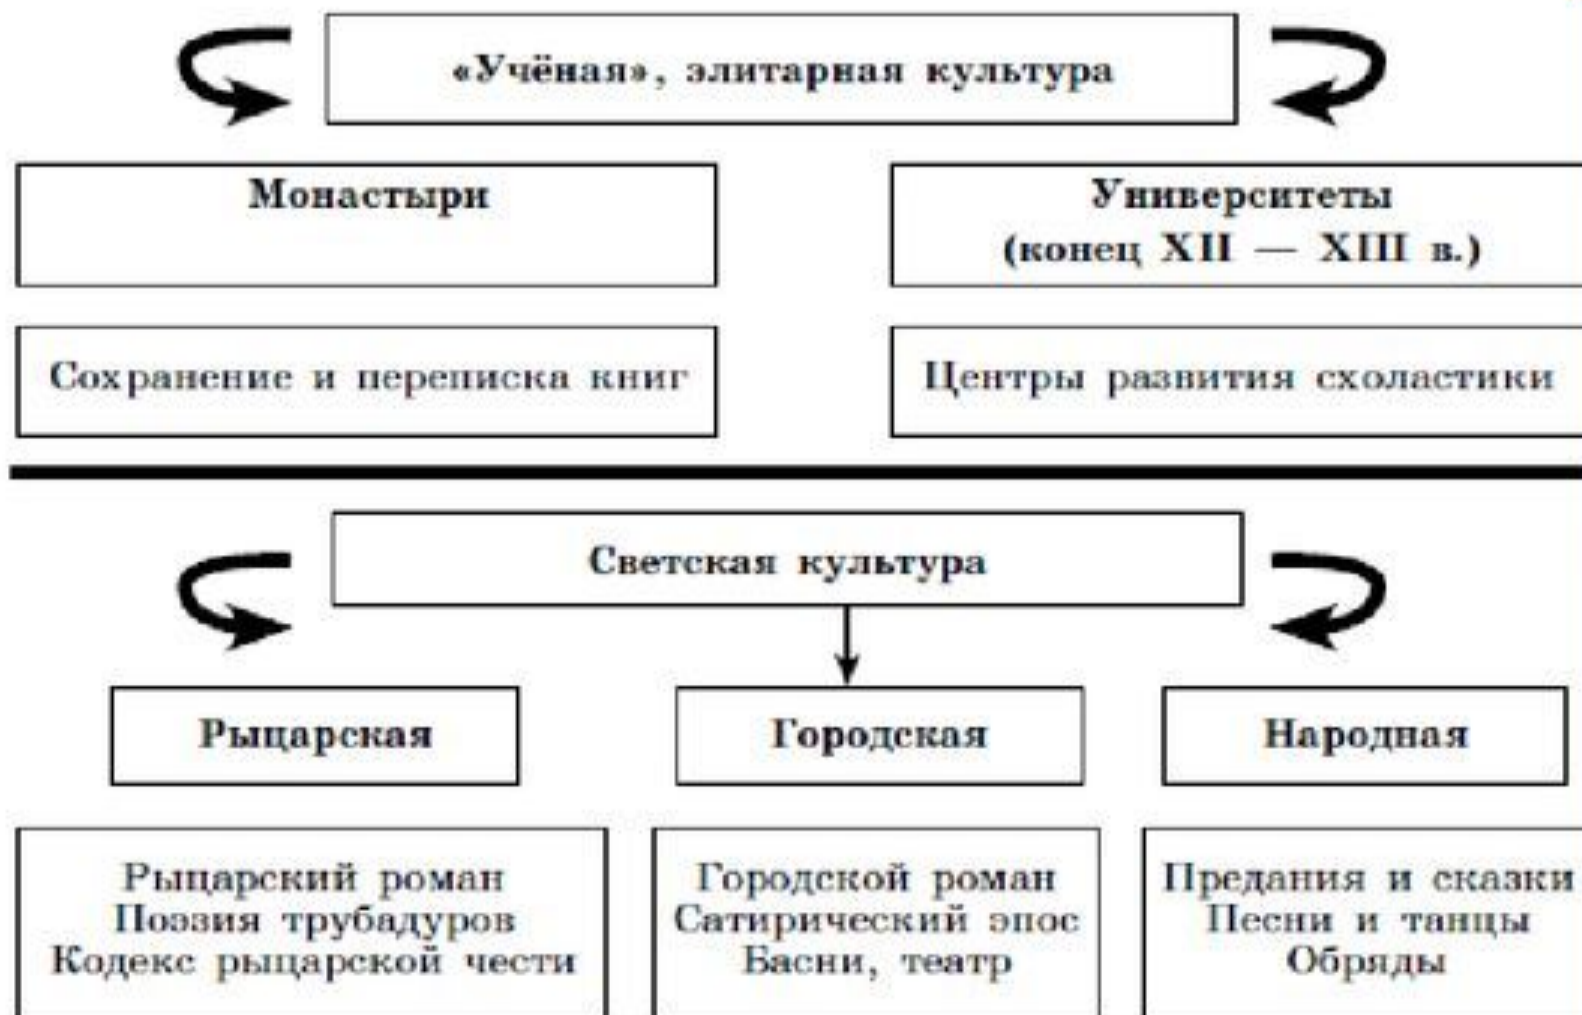 «Учёная», элитарная культура
Монастыри
Университеты
(конец XII — XIII в.)
Сохранение и переписка книг
Центры развития схоластики
Светская культура
Рыцарская
Городская
Народная
Рыцарский роман
Поэзия трубадуров
Кодекс рыцарской чести
Городской роман
Сатирический эпос
Басни, театр
Предания и сказки
Песни и танцы
Обряды